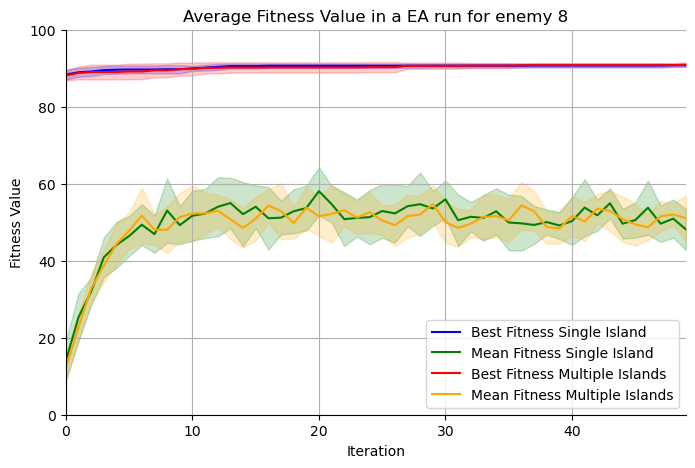 Average Fitness Value in a EA run for enemy 8
Fitness Value
100
80
60
40
20
0
0
10
20
30
40
Iteration
Best Fitness Single Island
Mean Fitness Single Island
Best Fitness Multiple Islands
Mean Fitness Multiple Islands